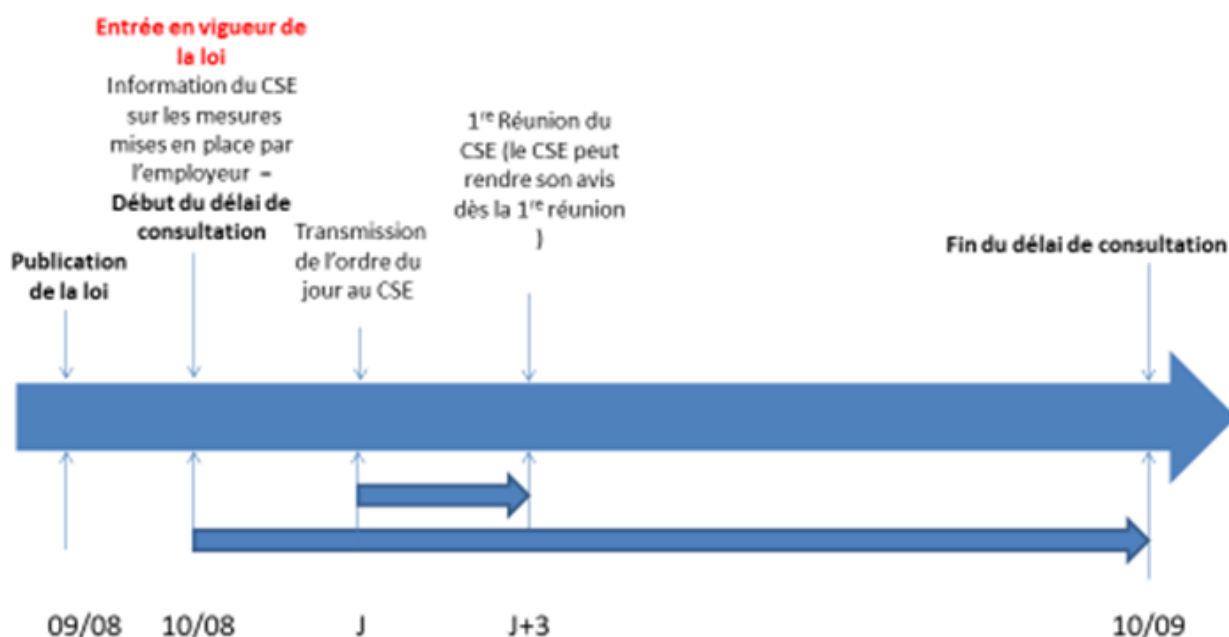 Entrée en vigueur de
la loi
Information du CSE
sur les mesures
mises en place par
l'employeur –
Début du délai de
consultation
Publication
de la loi
Transmission
de l'ordre du
jour au CSE
1re Réunion du
CSE (le CSE peut
rendre son avis
dès la 1re réunion
)
Fin du délai de consultation
09/08
10/08
J
J+3
10/09